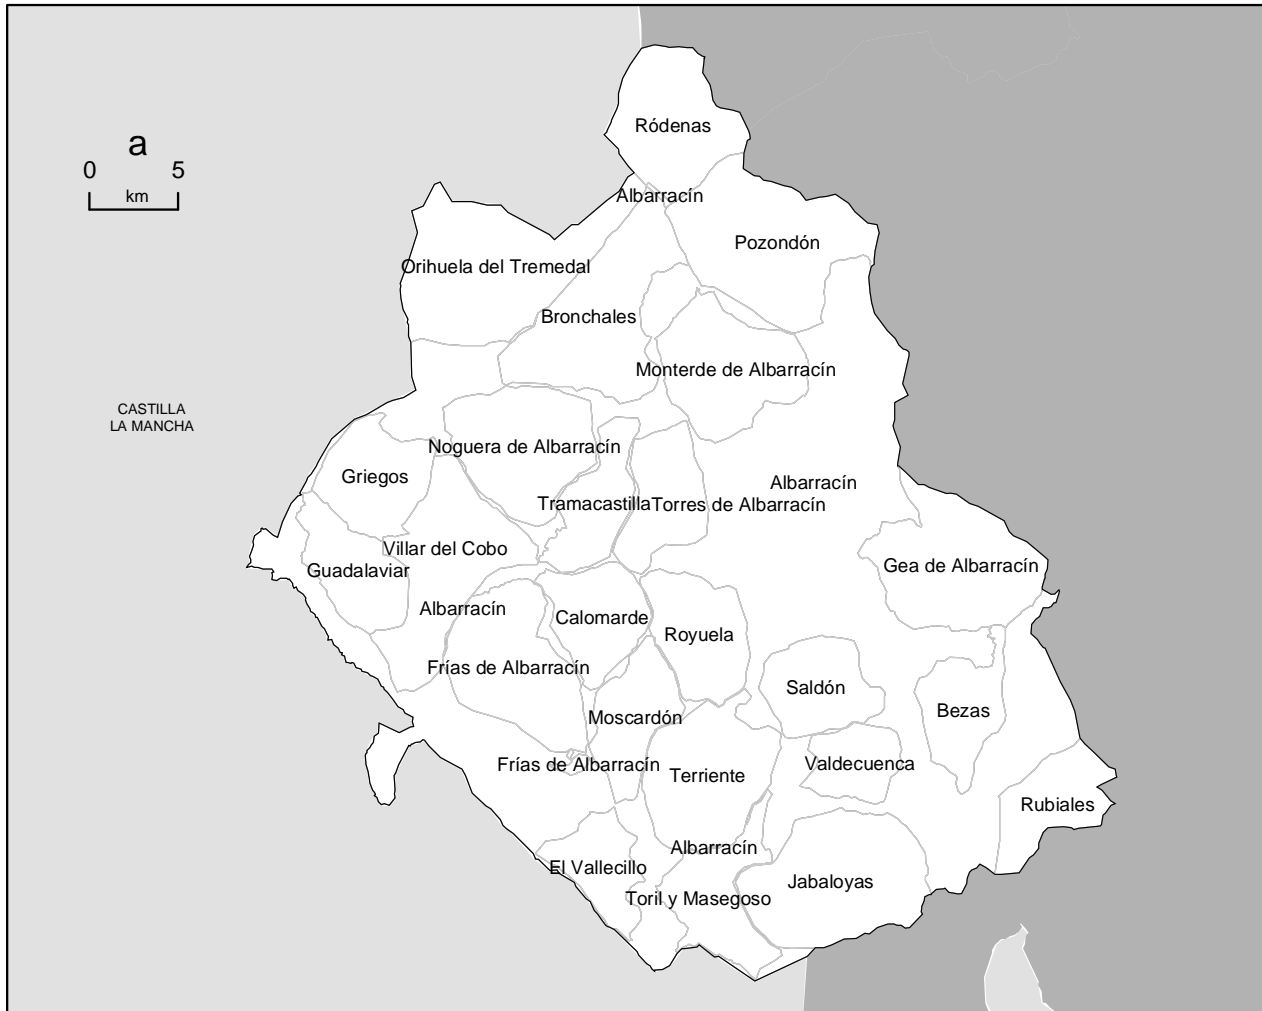 Ródenas
a
0 5
km
Albarracín
Pozondón
Orihuela del Tremedal
Bronchales
Monterde de Albarracín
CASTILLA
LA MANCHA
Noguera de Albarracín
Griegos
Albarracín
Tramacastilla
Torres de Albarracín
Villar del Cobo
Gea de Albarracín
Guadalaviar
Albarracín
Calomarde
Royuela
Frías de Albarracín
Saldón
Bezas
Moscardón
Frías de Albarracín
Valdecuenca
Terriente
Rubiales
Albarracín
El Vallecillo
Jabaloyas
Toril y Masegoso